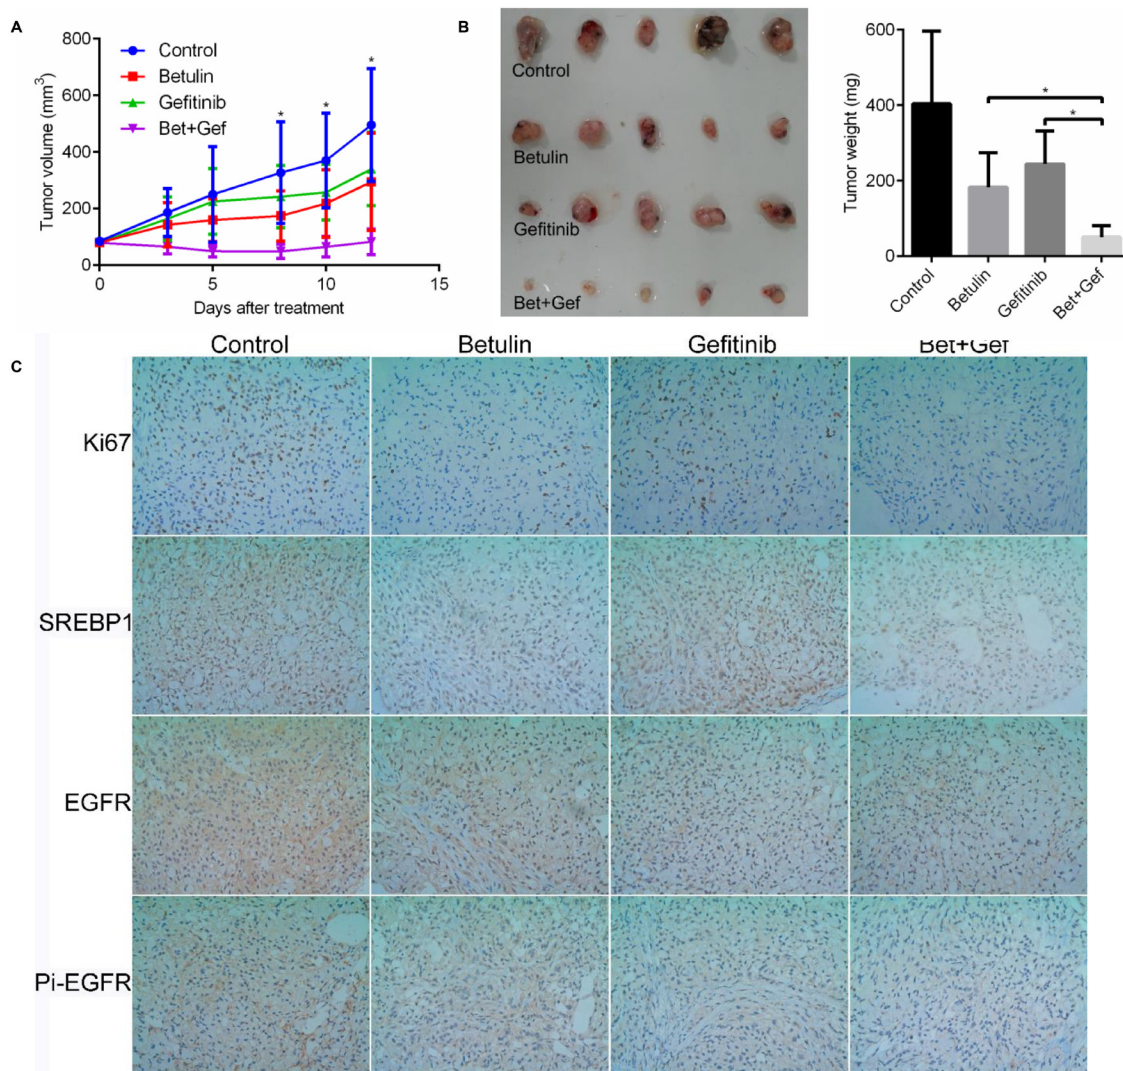 A
Tumor volume (mm3)
800
600
400
200
0
0
5
10
15
Days after treatment
Control
Betulin
Gefitinib
Bet+Gef
*
*
*
B
Control
Betulin
Gefitinib
Bet+Gef
Tumor weight (mg)
600
400
200
0
*
*
Control
Betulin
Gefitinib
Bet+Gef
C
Control Betulin Gefitinib Bet+Gef
Ki67
SREBP1
EGFR
Pi-EGFR